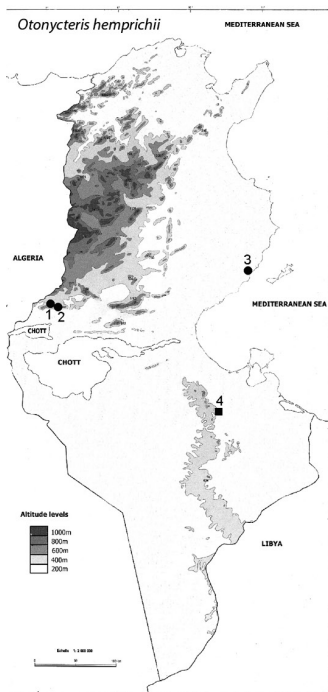 Otonycteris hemprichii
MEDITERRANEAN SEA
ALGERIA
3
MEDITERRANEAN SEA
1
2
CHOTT
CHOTT
4
Altitude levels
1000m
800m
600m
400m
200m
LIBYA